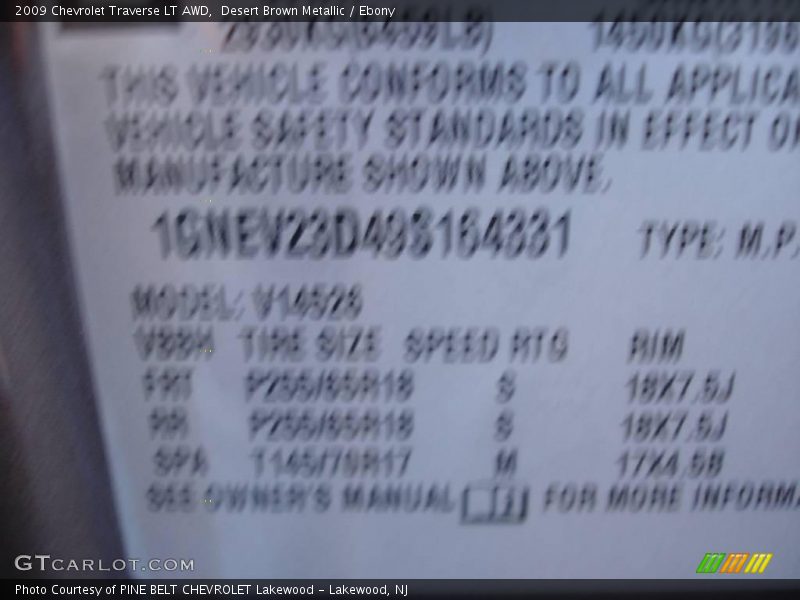 2009 Chevrolet Traverse LT AWD, Desert Brown Metallic / Ebony
THIS VEHICLE CONFORMS TO ALL APPLICA
VEHICLE SAFETY STANDARDS IN EFFECT O
MANUFACTURE SHOWN ABOVE.
1GNEV23D49S164331 TYPE: M.P.
MODEL: V14526
TIRE SIZE SPEED RTG RIM
FRT P255/65R18 S 18X7.5J
RR P255/65R18 S 18X7.5J
SPA T145/70R17 M 17X4.5B
SEE OWNER'S MANUAL FOR MORE INFORMA
GTCARLOT.COM
Photo Courtesy of PINE BELT CHEVROLET Lakewood - Lakewood, NJ